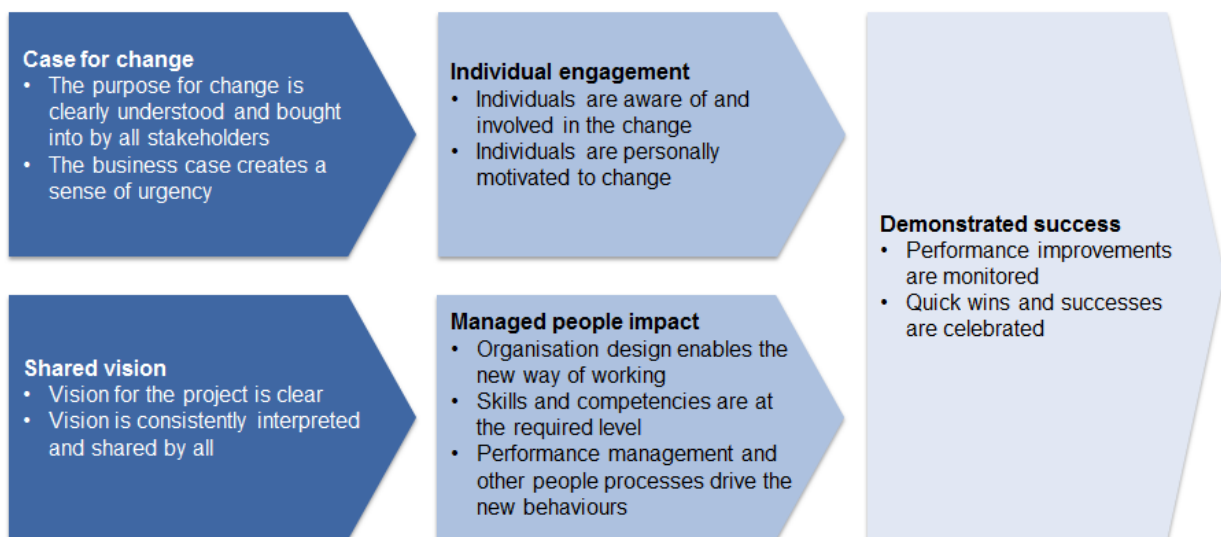 Case for change
• The purpose for change is
clearly understood and bought
into by all stakeholders
• The business case creates a
sense of urgency
Shared vision
• Vision for the project is clear
• Vision is consistently interpreted
and shared by all
Individual engagement
• Individuals are aware of and
involved in the change
• Individuals are personally
motivated to change
Managed people impact
• Organisation design enables the
new way of working
• Skills and competencies are at
the required level
• Performance management and
other people processes drive the
new behaviours
Demonstrated success
• Performance improvements
are monitored
• Quick wins and successes
are celebrated